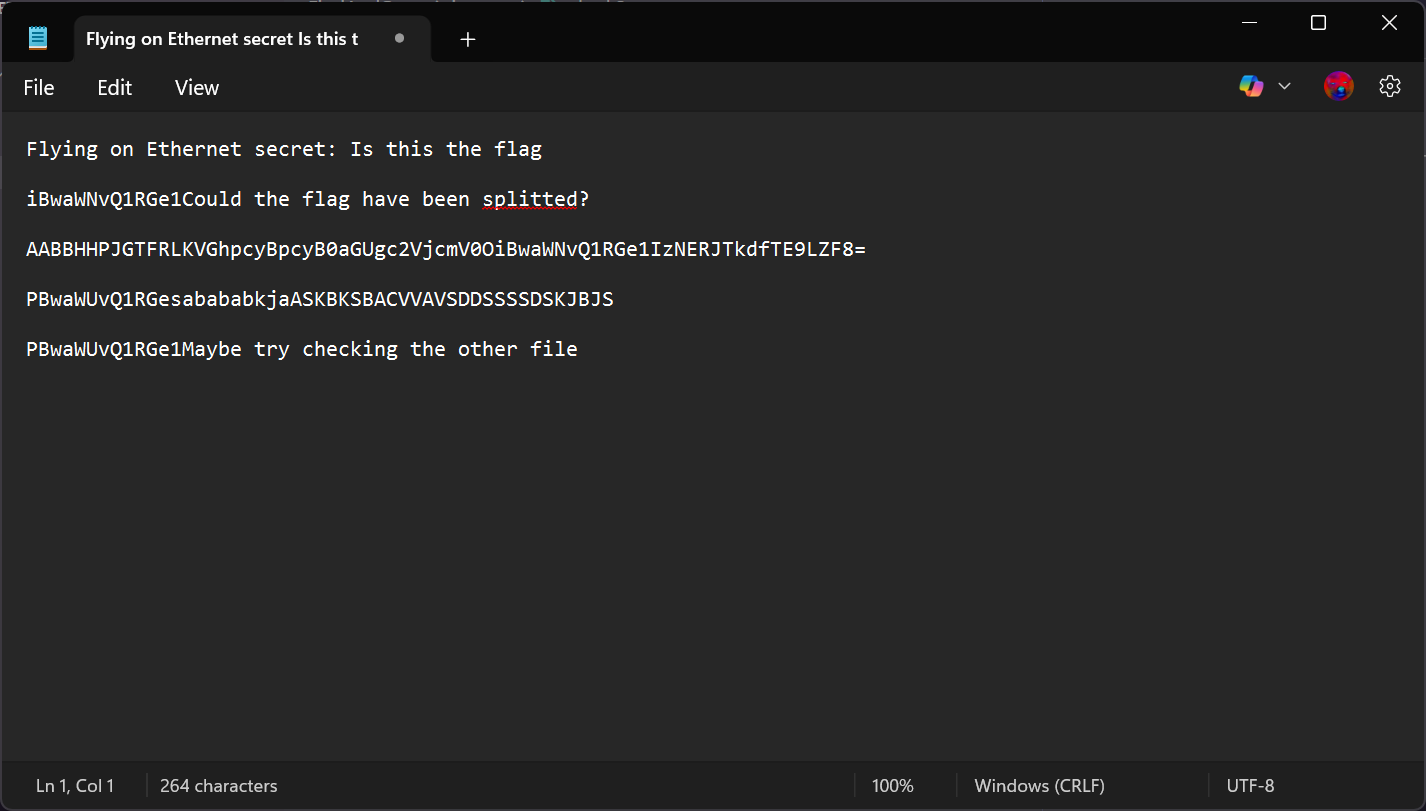 Flying on Ethernet secret Is this t
File Edit View
Flying on Ethernet secret: Is this the flag
iBwaWNvQ1RGe1Could the flag have been splitted?
AABBHHPJGTFRLKVGhpcyBpcyB0aGUgc2VjcmV0OiBwaWNvQ1RGe1IzNERJTkdfTE9LZF8=
PBwaWUvQ1RGesabababkjaASKBKSBACVVAVSDDSSSSDSKJBJS
PBwaWUvQ1RGe1Maybe try checking the other file
Ln 1, Col 1 264 characters 100% Windows (CRLF) UTF-8